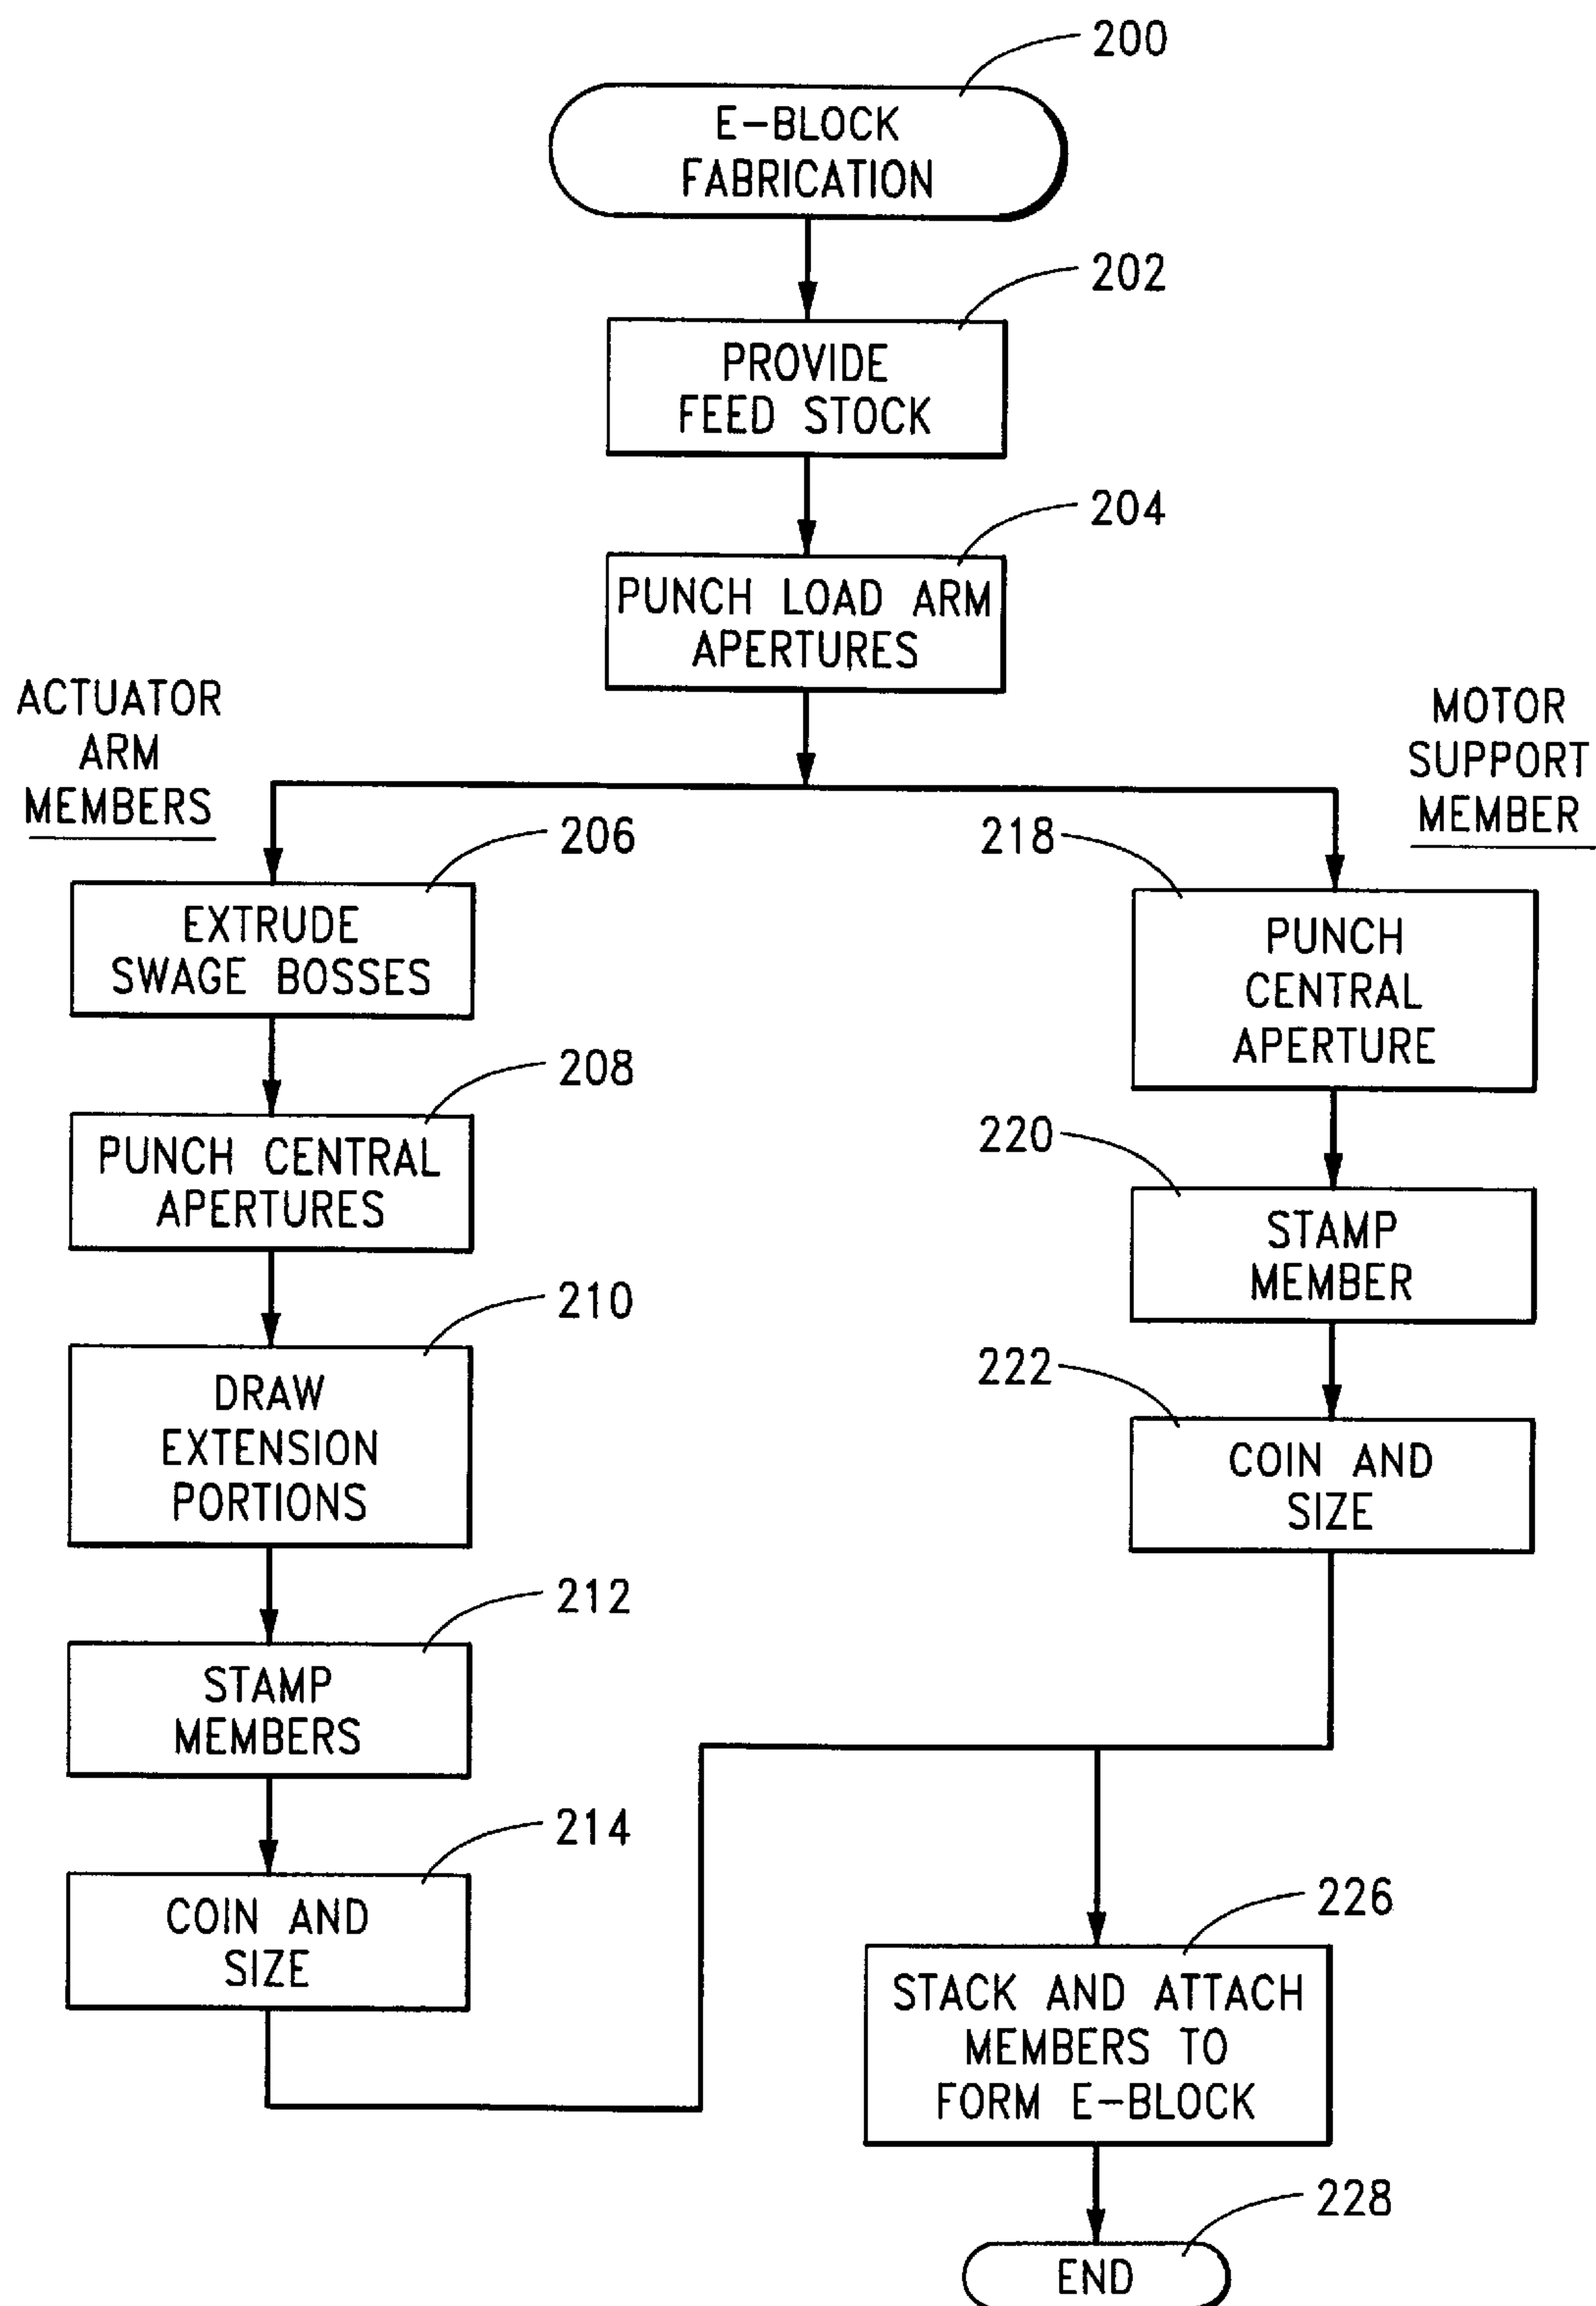 200
E-BLOCK
FABRICATION
202
PROVIDE
FEED STOCK
204
PUNCH LOAD ARM
APERTURES
ACTUATOR
ARM
MEMBERS
MOTOR
SUPPORT
MEMBER
206
EXTRUDE
SWAGE BOSSES
208
PUNCH CENTRAL
APERTURES
210
DRAW
EXTENSION
PORTIONS
212
STAMP
MEMBERS
214
COIN AND
SIZE
218
PUNCH
CENTRAL
APERTURE
220
STAMP
MEMBER
222
COIN AND
SIZE
226
STACK AND ATTACH
MEMBERS TO
FORM E-BLOCK
228
END